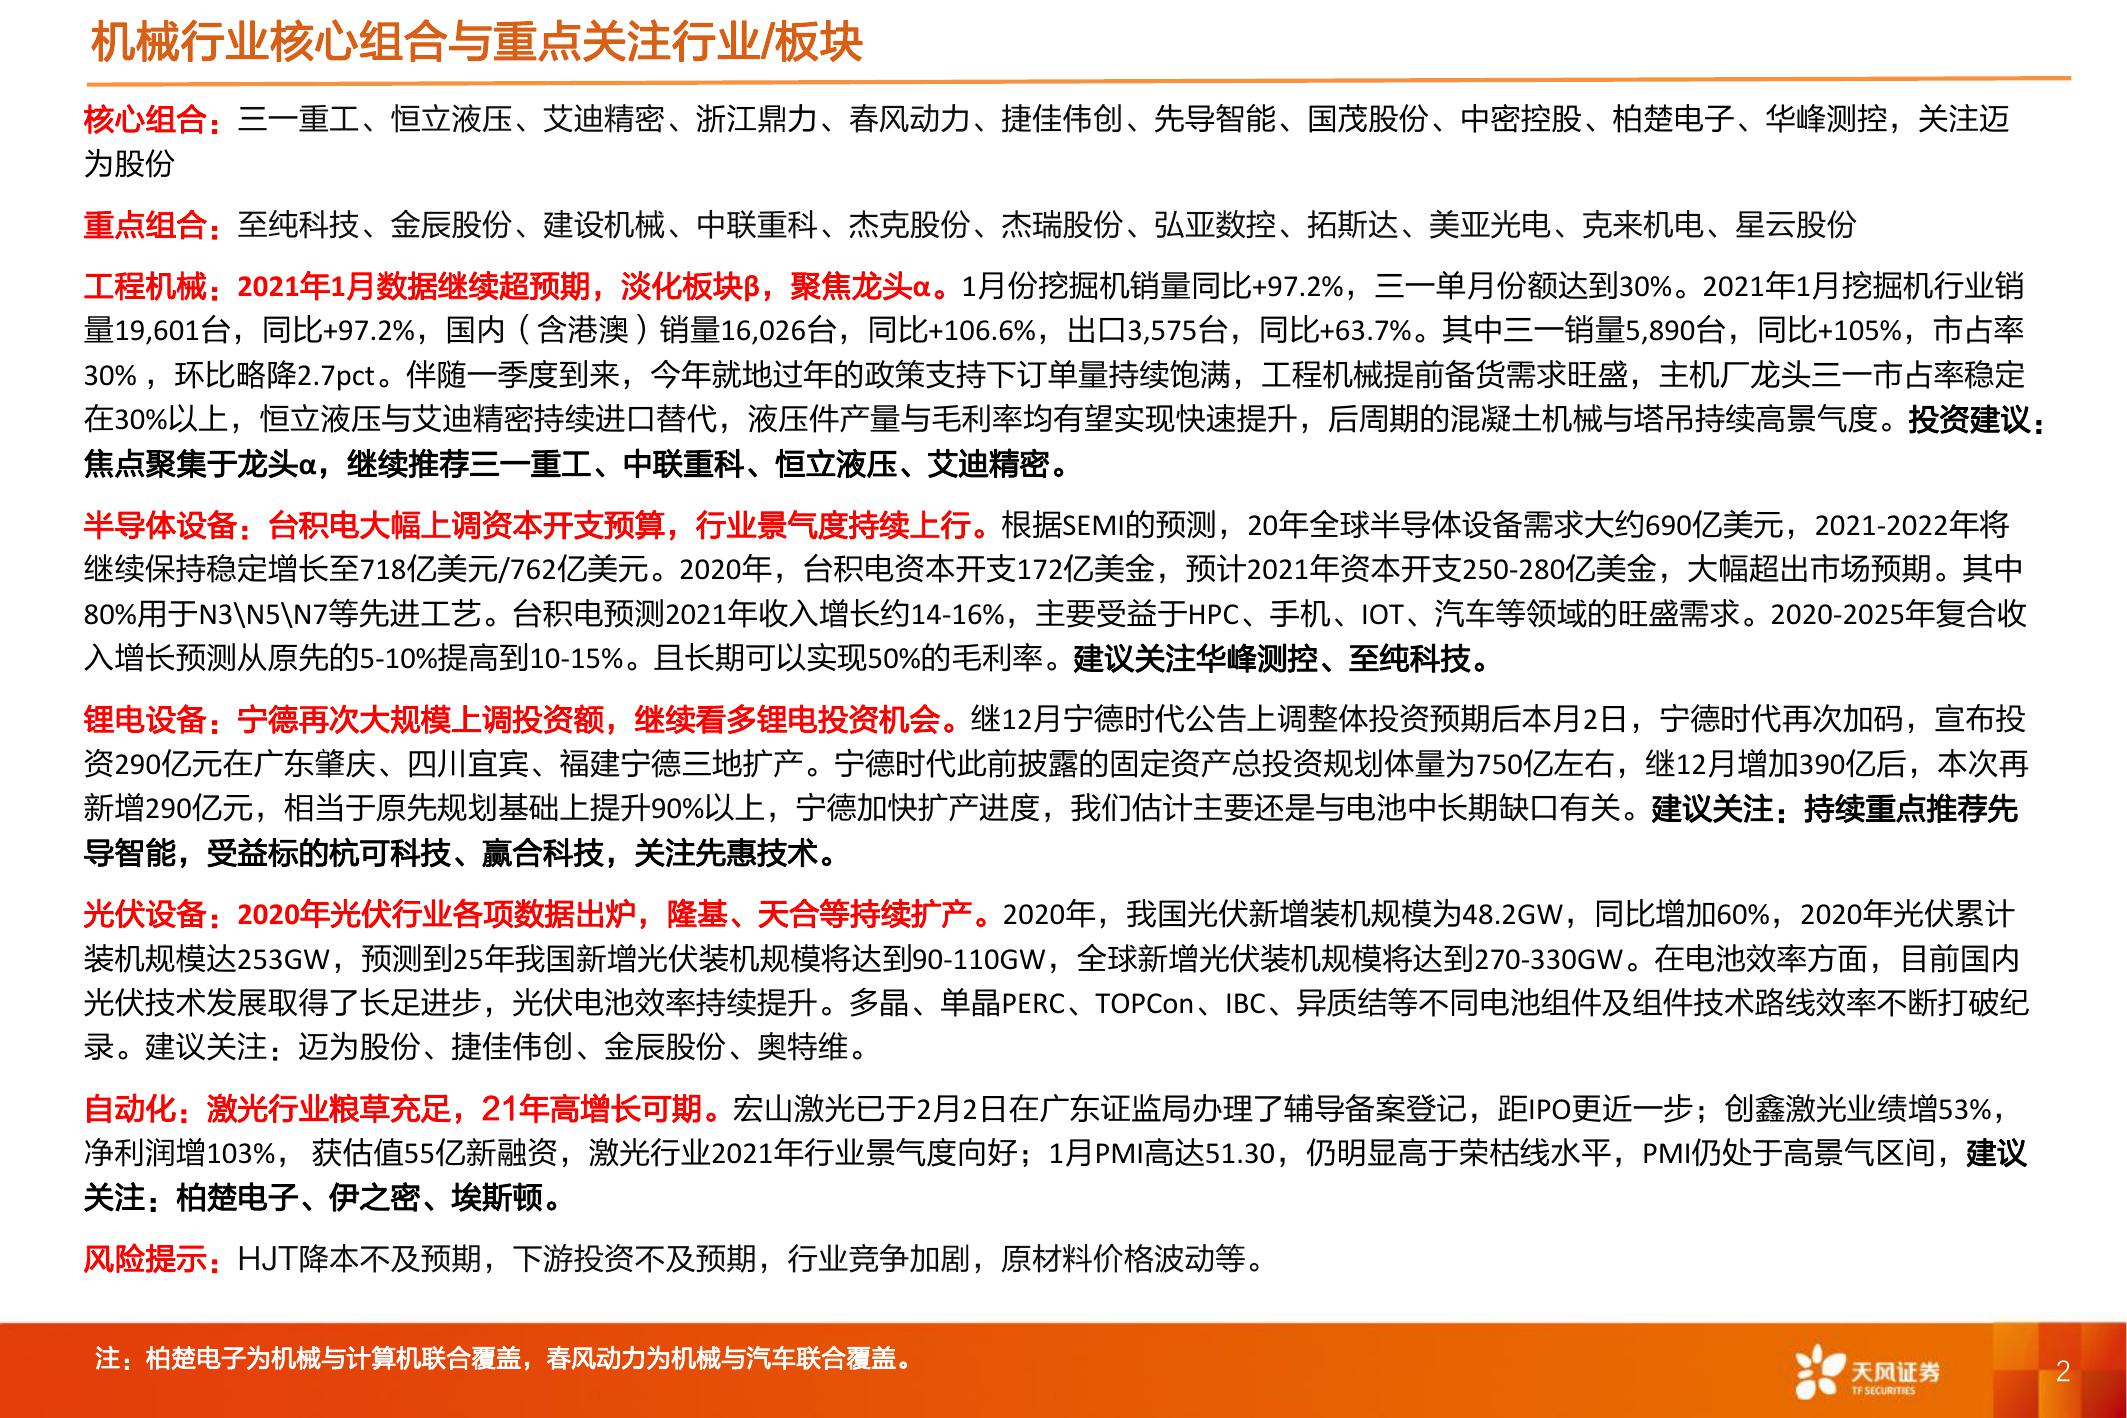 机械行业核心组合与重点关注行业/板块
核心组合：三一重工、恒立液压、艾迪精密、浙江鼎力、春风动力、捷佳伟创、先导智能、国茂股份、中密控股、柏楚电子、华峰测控，关注迈
为股份
重点组合：至纯科技、金辰股份、建设机械、中联重科、杰克股份、杰瑞股份、弘亚数控、拓斯达、美亚光电、克来机电、星云股份
工程机械：2021年1月数据继续超预期，淡化板块β，聚焦龙头α。1月份挖掘机销量同比+97.2%，三一单月份额达到30%。2021年1月挖掘机行业销
量19,601台，同比+97.2%，国内（含港澳）销量16,026台，同比+106.6%，出口3,575台，同比+63.7%。其中三一销量5,890台，同比+105%，市占率
30%，环比略降2.7pct。伴随一季度到来，今年就地过年的政策支持下订单量持续饱满，工程机械提前备货需求旺盛，主机厂龙头三一市占率稳定
在30%以上，恒立液压与艾迪精密持续进口替代，液压件产量与毛利率均有望实现快速提升，后周期的混凝土机械与塔吊持续高景气度。投资建议：
焦点聚集于龙头α，继续推荐三一重工、中联重科、恒立液压、艾迪精密。
半导体设备：台积电大幅上调资本开支预算，行业景气度持续上行。根据SEMI的预测，20年全球半导体设备需求大约690亿美元，2021-2022年将
继续保持稳定增长至718亿美元/762亿美元。2020年，台积电资本开支172亿美金，预计2021年资本开支250-280亿美金，大幅超出市场预期。其中
80%用于N3\N5\N7等先进工艺。台积电预测2021年收入增长约14-16%，主要受益于HPC、手机、IOT、汽车等领域的旺盛需求。2020-2025年复合收
入增长预测从原先的5-10%提高到10-15%。且长期可以实现50%的毛利率。建议关注华峰测控、至纯科技。
锂电设备：宁德再次大规模上调投资额，继续看多锂电投资机会。继12月宁德时代公告上调整体投资预期后本月2日，宁德时代再次加码，宣布投
资290亿元在广东肇庆、四川宜宾、福建宁德三地扩产。宁德时代此前披露的固定资产总投资规划体量为750亿左右，继12月增加390亿后，本次再
新增290亿元，相当于原先规划基础上提升90%以上，宁德加快扩产进度，我们估计主要还是与电池中长期缺口有关。建议关注：持续重点推荐先
导智能，受益标的杭可科技、赢合科技，关注先惠技术。
光伏设备：2020年光伏行业各项数据出炉，隆基、天合等持续扩产。2020年，我国光伏新增装机规模为48.2GW，同比增加60%，2020年光伏累计
装机规模达253GW，预测到25年我国新增光伏装机规模将达到90-110GW，全球新增光伏装机规模将达到270-330GW。在电池效率方面，目前国内
光伏技术发展取得了长足进步，光伏电池效率持续提升。多晶、单晶PERC、TOPCon、IBC、异质结等不同电池组件及组件技术路线效率不断打破纪
录。建议关注：迈为股份、捷佳伟创、金辰股份、奥特维。
自动化：激光行业粮草充足，21年高增长可期。宏山激光已于2月2日在广东证监局办理了辅导备案登记，距IPO更近一步；创鑫激光业绩增53%，
净利润增103%， 获估值55亿新融资，激光行业2021年行业景气度向好；1月PMI高达51.30，仍明显高于荣枯线水平，PMI仍处于高景气区间，建议
关注：柏楚电子、伊之密、埃斯顿。
风险提示：HJT降本不及预期，下游投资不及预期，行业竞争加剧，原材料价格波动等。
注：柏楚电子为机械与计算机联合覆盖，春风动力为机械与汽车联合覆盖。
天风证券
TF SECURITIES
2